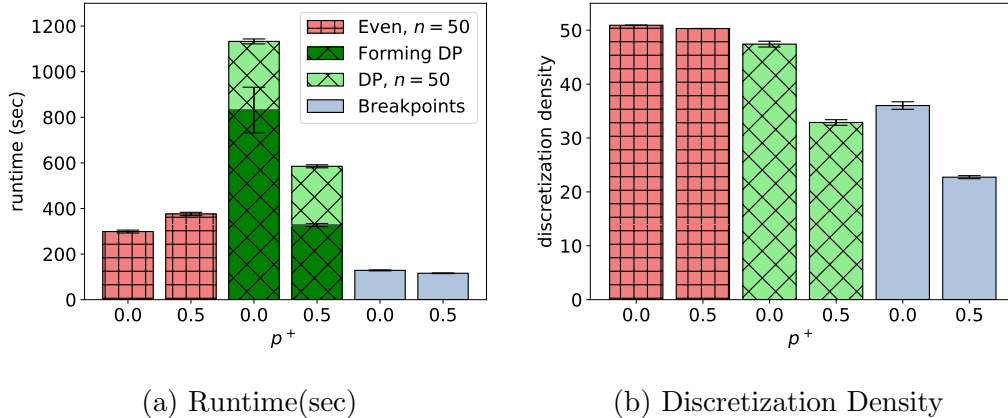 1200
1000
800
600
400
200
0
runtime (sec)
Even, n = 50
Forming DP
DP, n = 50
Breakpoints
0.0 0.5 0.0 0.5 0.0 0.5
p+
50
40
30
20
10
0
discretization density
0.0 0.5 0.0 0.5 0.0 0.5
p+
(a) Runtime(sec)
(b) Discretization Density